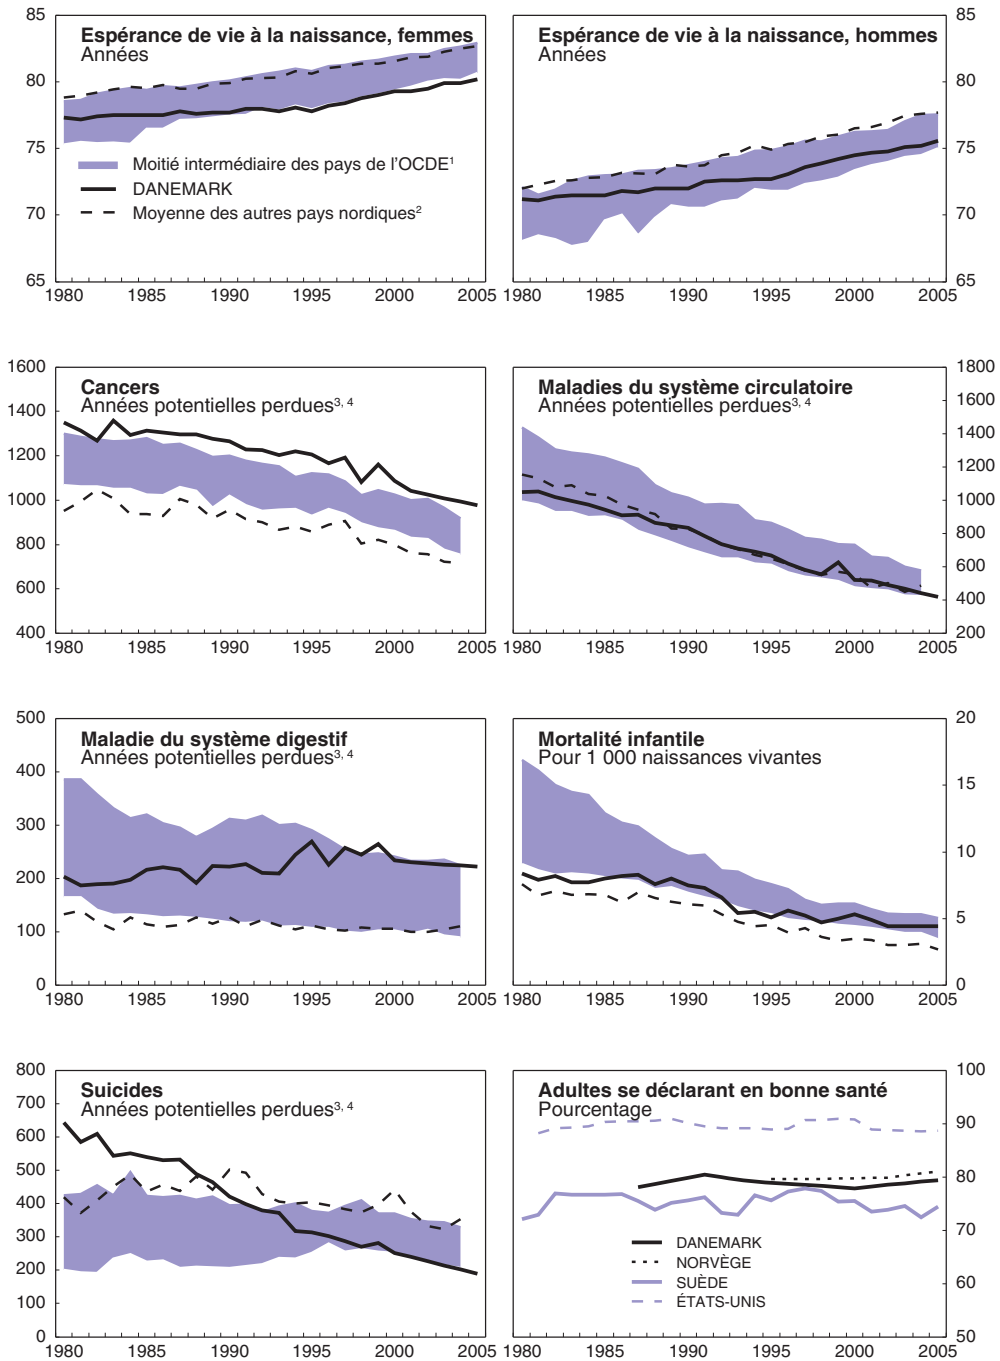 Espérance de vie à la naissance, femmes
Années
85
80
75
70
65
Moitié intermédiaire des pays de l'OCDE1
DANEMARK
Moyenne des autres pays nordiques2
1980 1985 1990 1995 2000 2005
Espérance de vie à la naissance, hommes
Années
85
80
75
70
65
1980 1985 1990 1995 2000 2005
Cancers
Années potentielles perdues3, 4
1600
1400
1200
1000
800
600
400
1980 1985 1990 1995 2000 2005
Maladies du système circulatoire
Années potentielles perdues3, 4
1800
1600
1400
1200
1000
800
600
400
200
1980 1985 1990 1995 2000 2005
Maladie du système digestif
Années potentielles perdues3, 4
500
400
300
200
100
0
1980 1985 1990 1995 2000 2005
Mortalité infantile
Pour 1 000 naissances vivantes
20
15
10
5
0
1980 1985 1990 1995 2000 2005
Suicides
Années potentielles perdues3, 4
800
700
600
500
400
300
200
100
0
1980 1985 1990 1995 2000 2005
Adultes se déclarant en bonne santé
Pourcentage
100
90
80
70
60
50
DANEMARK
NORVÈGE
SUÈDE
ÉTATS-UNIS
1980 1985 1990 1995 2000 2005